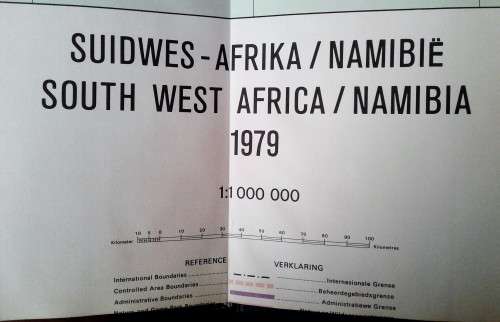 SUIDWES-AFRIKA / NAMIBIË
SOUTH WEST AFRICA / NAMIBIA
1979
1:1 000 000
Kilometer 10 5 0 10 20 30 40 50 60 70 80 90 100 Kilometres
REFERENCE VERKLARING
International Boundaries Internasionale Grense
Controlled Area Boundaries Beheerdegebiedsgrense
Administrative Boundaries Administratiewe Grense